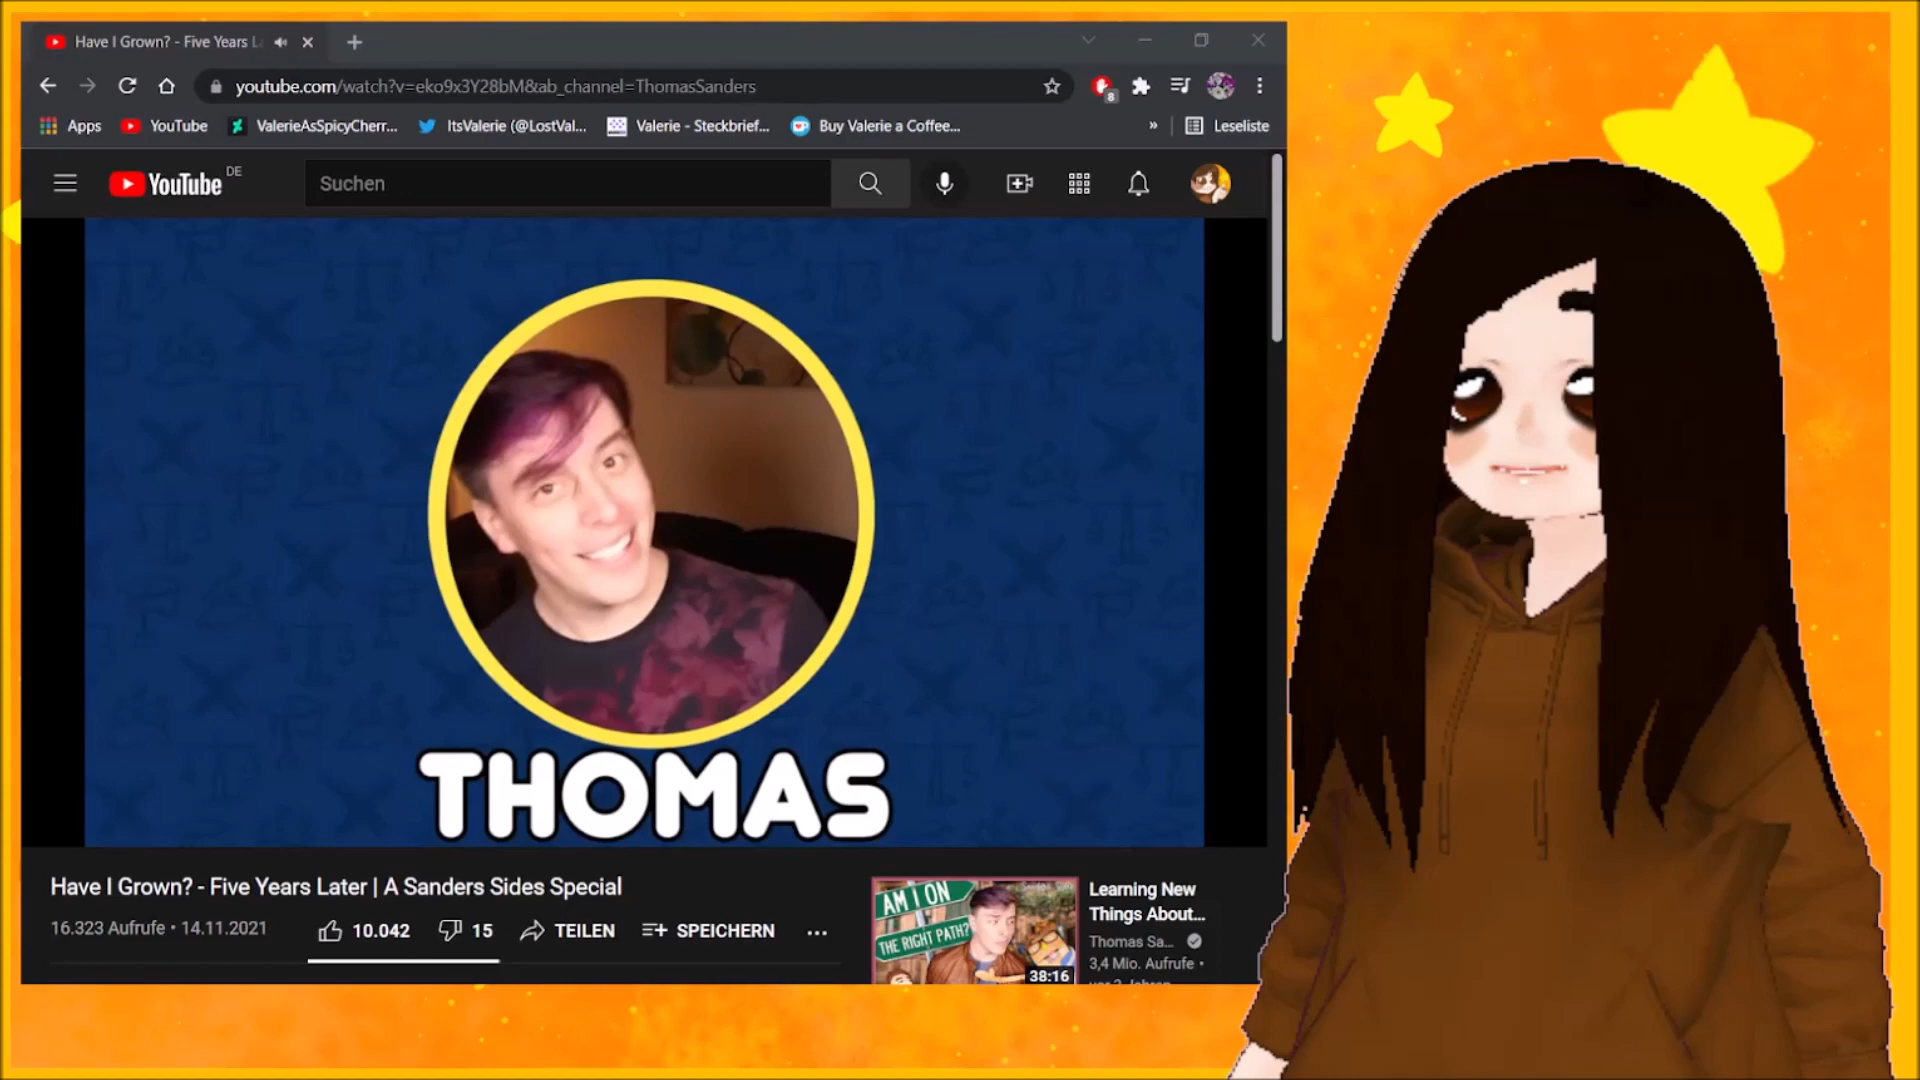 Have I Grown? - Five Years L
youtube.com/watch?v=eko9x3Y28bM&ab_channel=ThomasSanders
8
Apps YouTube ValerieAsSpicyCherr... ItsValerie (@LostVal... Valerie - Steckbrief... Buy Valerie a Coffee... » Leseliste
YouTube DE
Suchen
THOMAS
Have I Grown? - Five Years Later | A Sanders Sides Special
16.323 Aufrufe • 14.11.2021
10.042 15 TEILEN SPEICHERN ...
AM I ON
THE RIGHT PATH?
38:16
Learning New
Things About...
Thomas Sa...
3,4 Mio. Aufrufe •